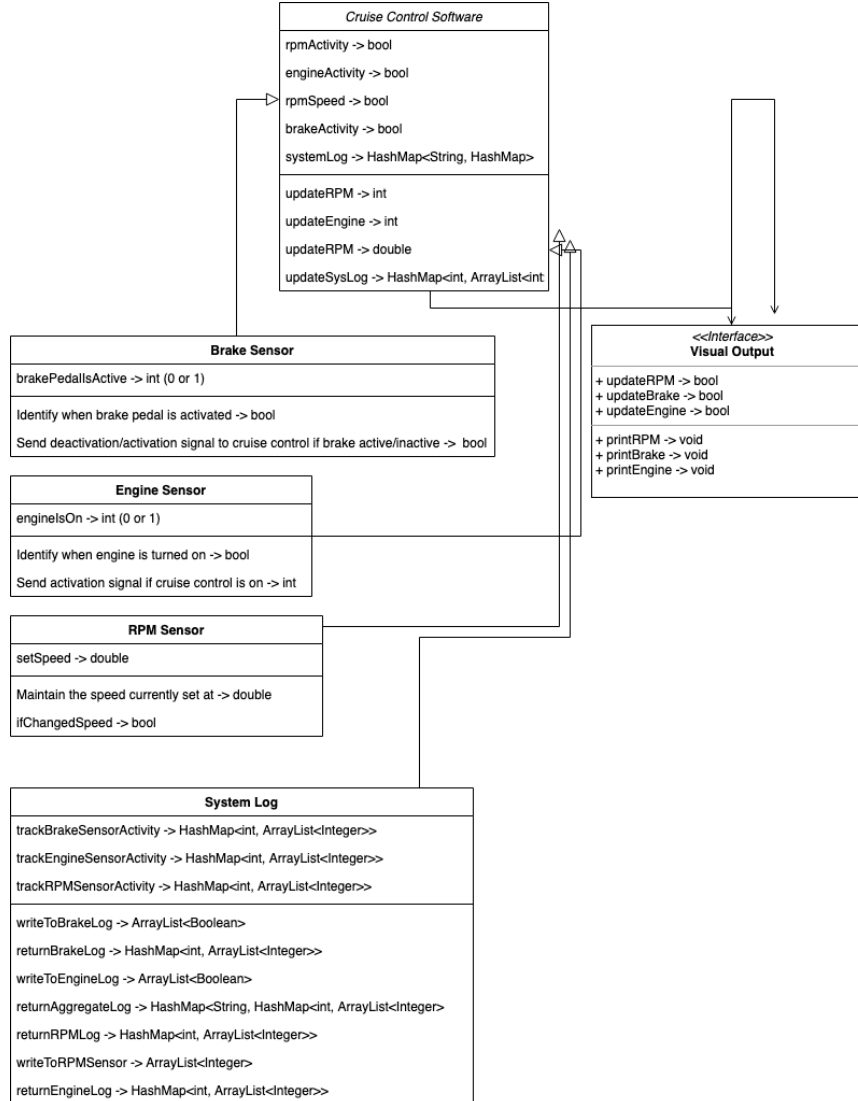 Cruise Control Software
rpmActivity -> bool
engineActivity -> bool
rpmSpeed -> bool
brakeActivity -> bool
systemLog -> HashMap<String, HashMap>
updateRPM -> int
updateEngine -> int
updateRPM -> double
updateSysLog -> HashMap<int, ArrayList<int
<<Interface>>
Visual Output
+ updateRPM -> bool
+ updateBrake -> bool
+ updateEngine -> bool
+ printRPM -> void
+ printBrake -> void
+ printEngine -> void
Brake Sensor
brakePedalIsActive -> int (0 or 1)
Identify when brake pedal is activated -> bool
Send deactivation/activation signal to cruise control if brake active/inactive -> bool
Engine Sensor
engineIsOn -> int (0 or 1)
Identify when engine is turned on -> bool
Send activation signal if cruise control is on -> int
RPM Sensor
setSpeed -> double
Maintain the speed currently set at -> double
ifChangedSpeed -> bool
System Log
trackBrakeSensorActivity -> HashMap<int, ArrayList<Integer>>
trackEngineSensorActivity -> HashMap<int, ArrayList<Integer>>
trackRPMSensorActivity -> HashMap<int, ArrayList<Integer>>
writeToBrakeLog -> ArrayList<Boolean>
returnBrakeLog -> HashMap<int, ArrayList<Integer>>
writeToEngineLog -> ArrayList<Boolean>
returnAggregateLog -> HashMap<String, HashMap<int, ArrayList<Integer>
returnRPMLog -> HashMap<int, ArrayList<Integer>>
writeToRPMSensor -> ArrayList<Integer>
returnEngineLog -> HashMap<int, ArrayList<Integer>>